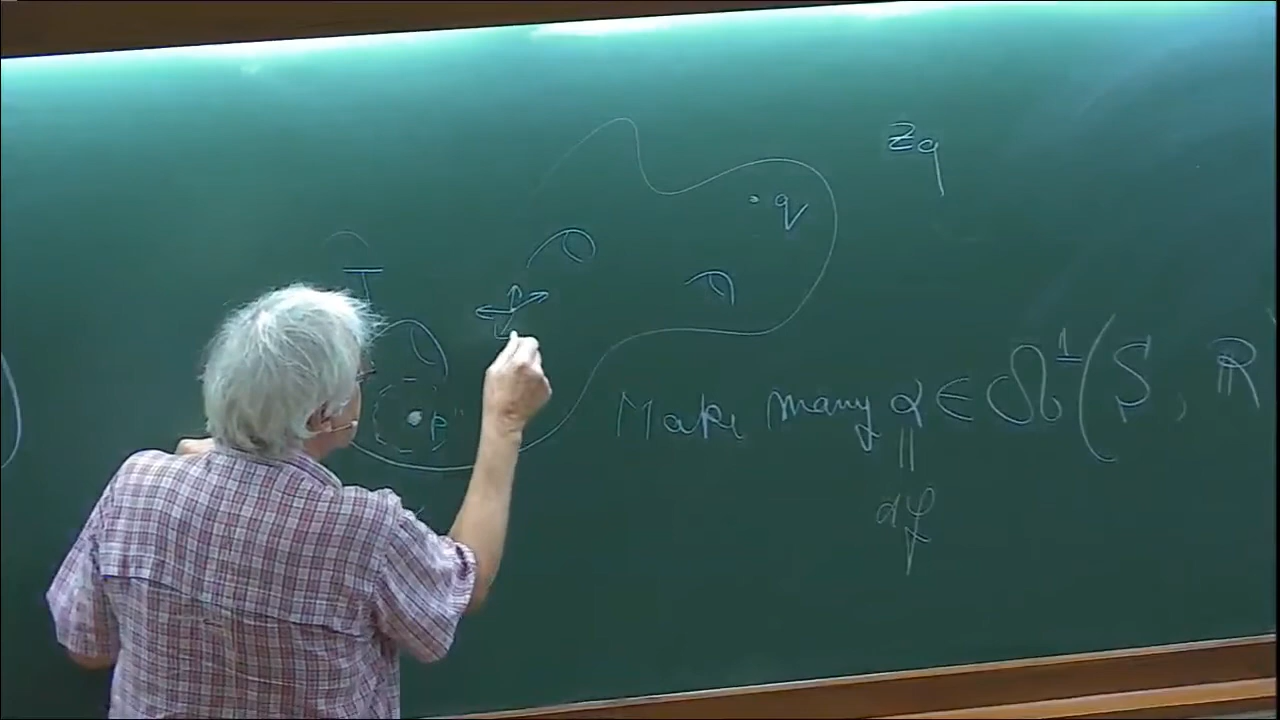 z_q
q
p
Make many α ∈ Ω¹(S, ℝ
||
dφ